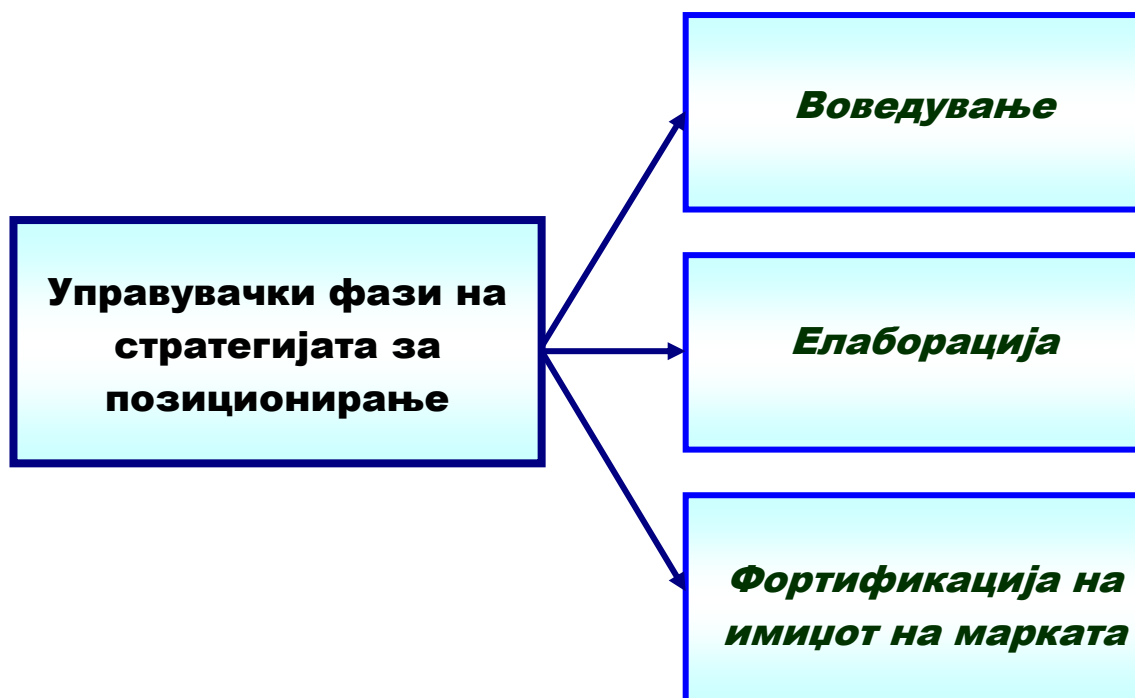 Воведување
Управувачки фази на
стратегијата за
позиционирање
Елаборација
Фортификација на
имиџот на марката